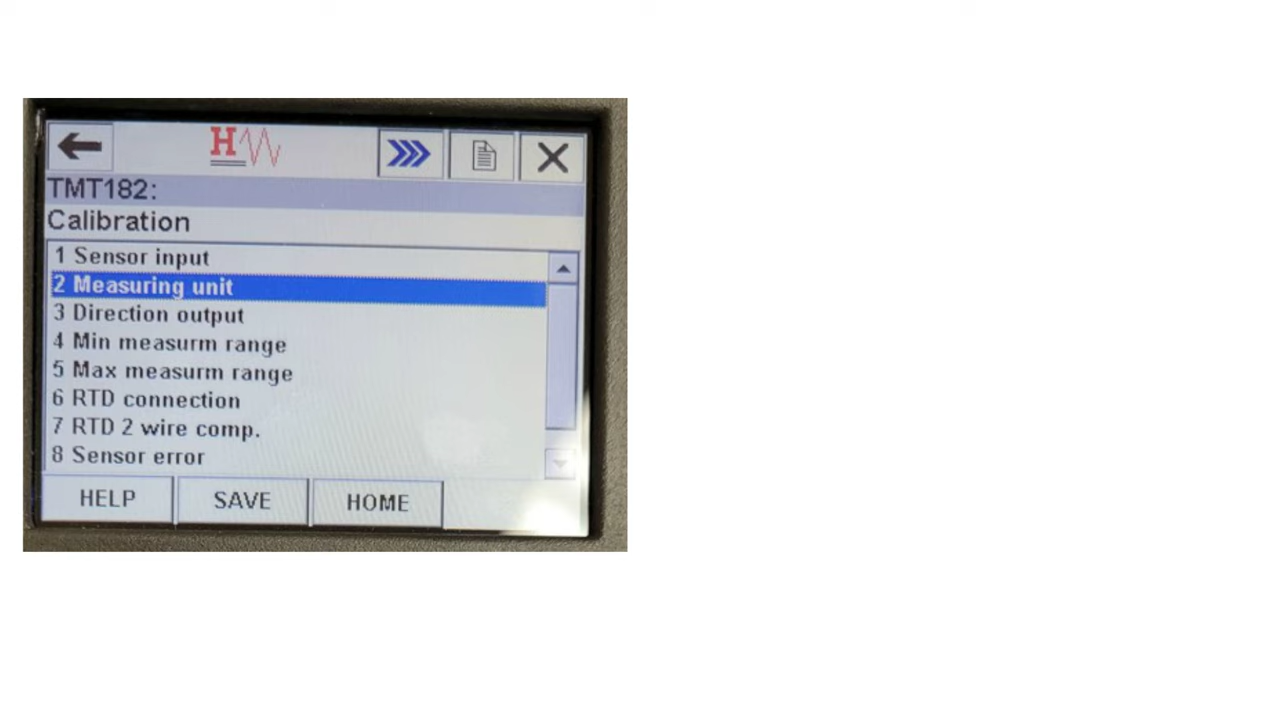 H
TMT182:
Calibration
1 Sensor input
2 Measuring unit
3 Direction output
4 Min measurm range
5 Max measurm range
6 RTD connection
7 RTD 2 wire comp.
8 Sensor error
HELP SAVE HOME